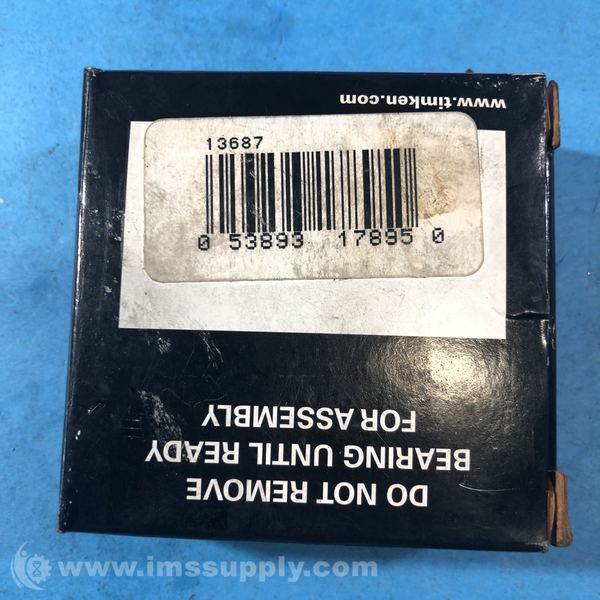 www.timken.com
13687
0 53893 17895 0
DO NOT REMOVE
BEARING UNTIL READY
FOR ASSEMBLY
www.imssupply.com